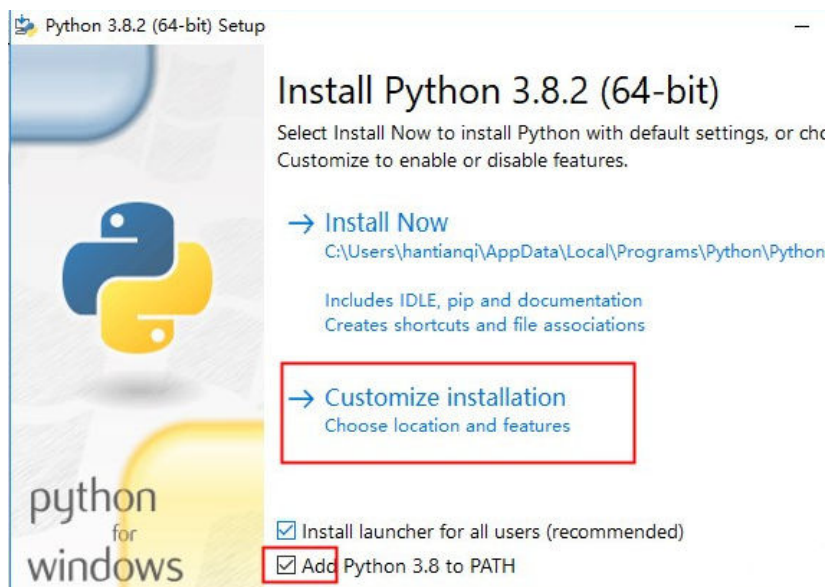 Python 3.8.2 (64-bit) Setup
Install Python 3.8.2 (64-bit)
Select Install Now to install Python with default settings, or
Customize to enable or disable features.
Install Now
C:\Users\hantianqi\AppData\Local\Programs\Python\Python
Includes IDLE, pip and documentation
Creates shortcuts and file associations
Customize installation
Choose location and features
python
for
windows
Install launcher for all users (recommended)
Add Python 3.8 to PATH